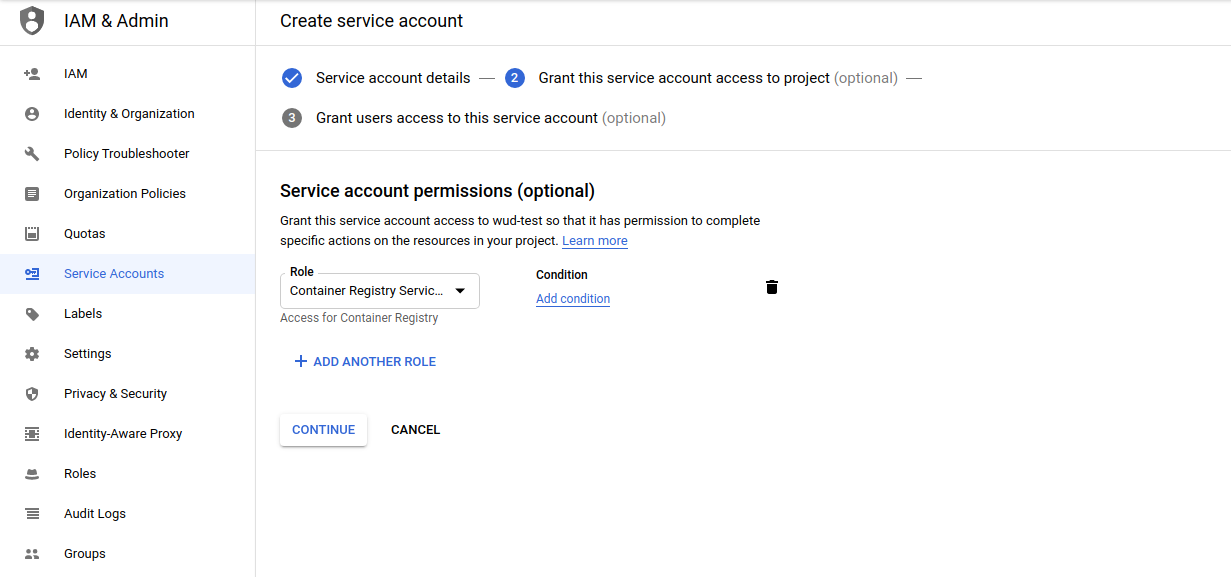 IAM & Admin
IAM
Identity & Organization
Policy Troubleshooter
Organization Policies
Quotas
Service Accounts
Labels
Settings
Privacy & Security
Identity-Aware Proxy
Roles
Audit Logs
Groups
Create service account
Service account details — 2 Grant this service account access to project (optional) —
3 Grant users access to this service account (optional)
Service account permissions (optional)
Grant this service account access to wud-test so that it has permission to complete
specific actions on the resources in your project. Learn more
Role
Container Registry Servic...
Access for Container Registry
Condition
Add condition
+ ADD ANOTHER ROLE
CONTINUE CANCEL